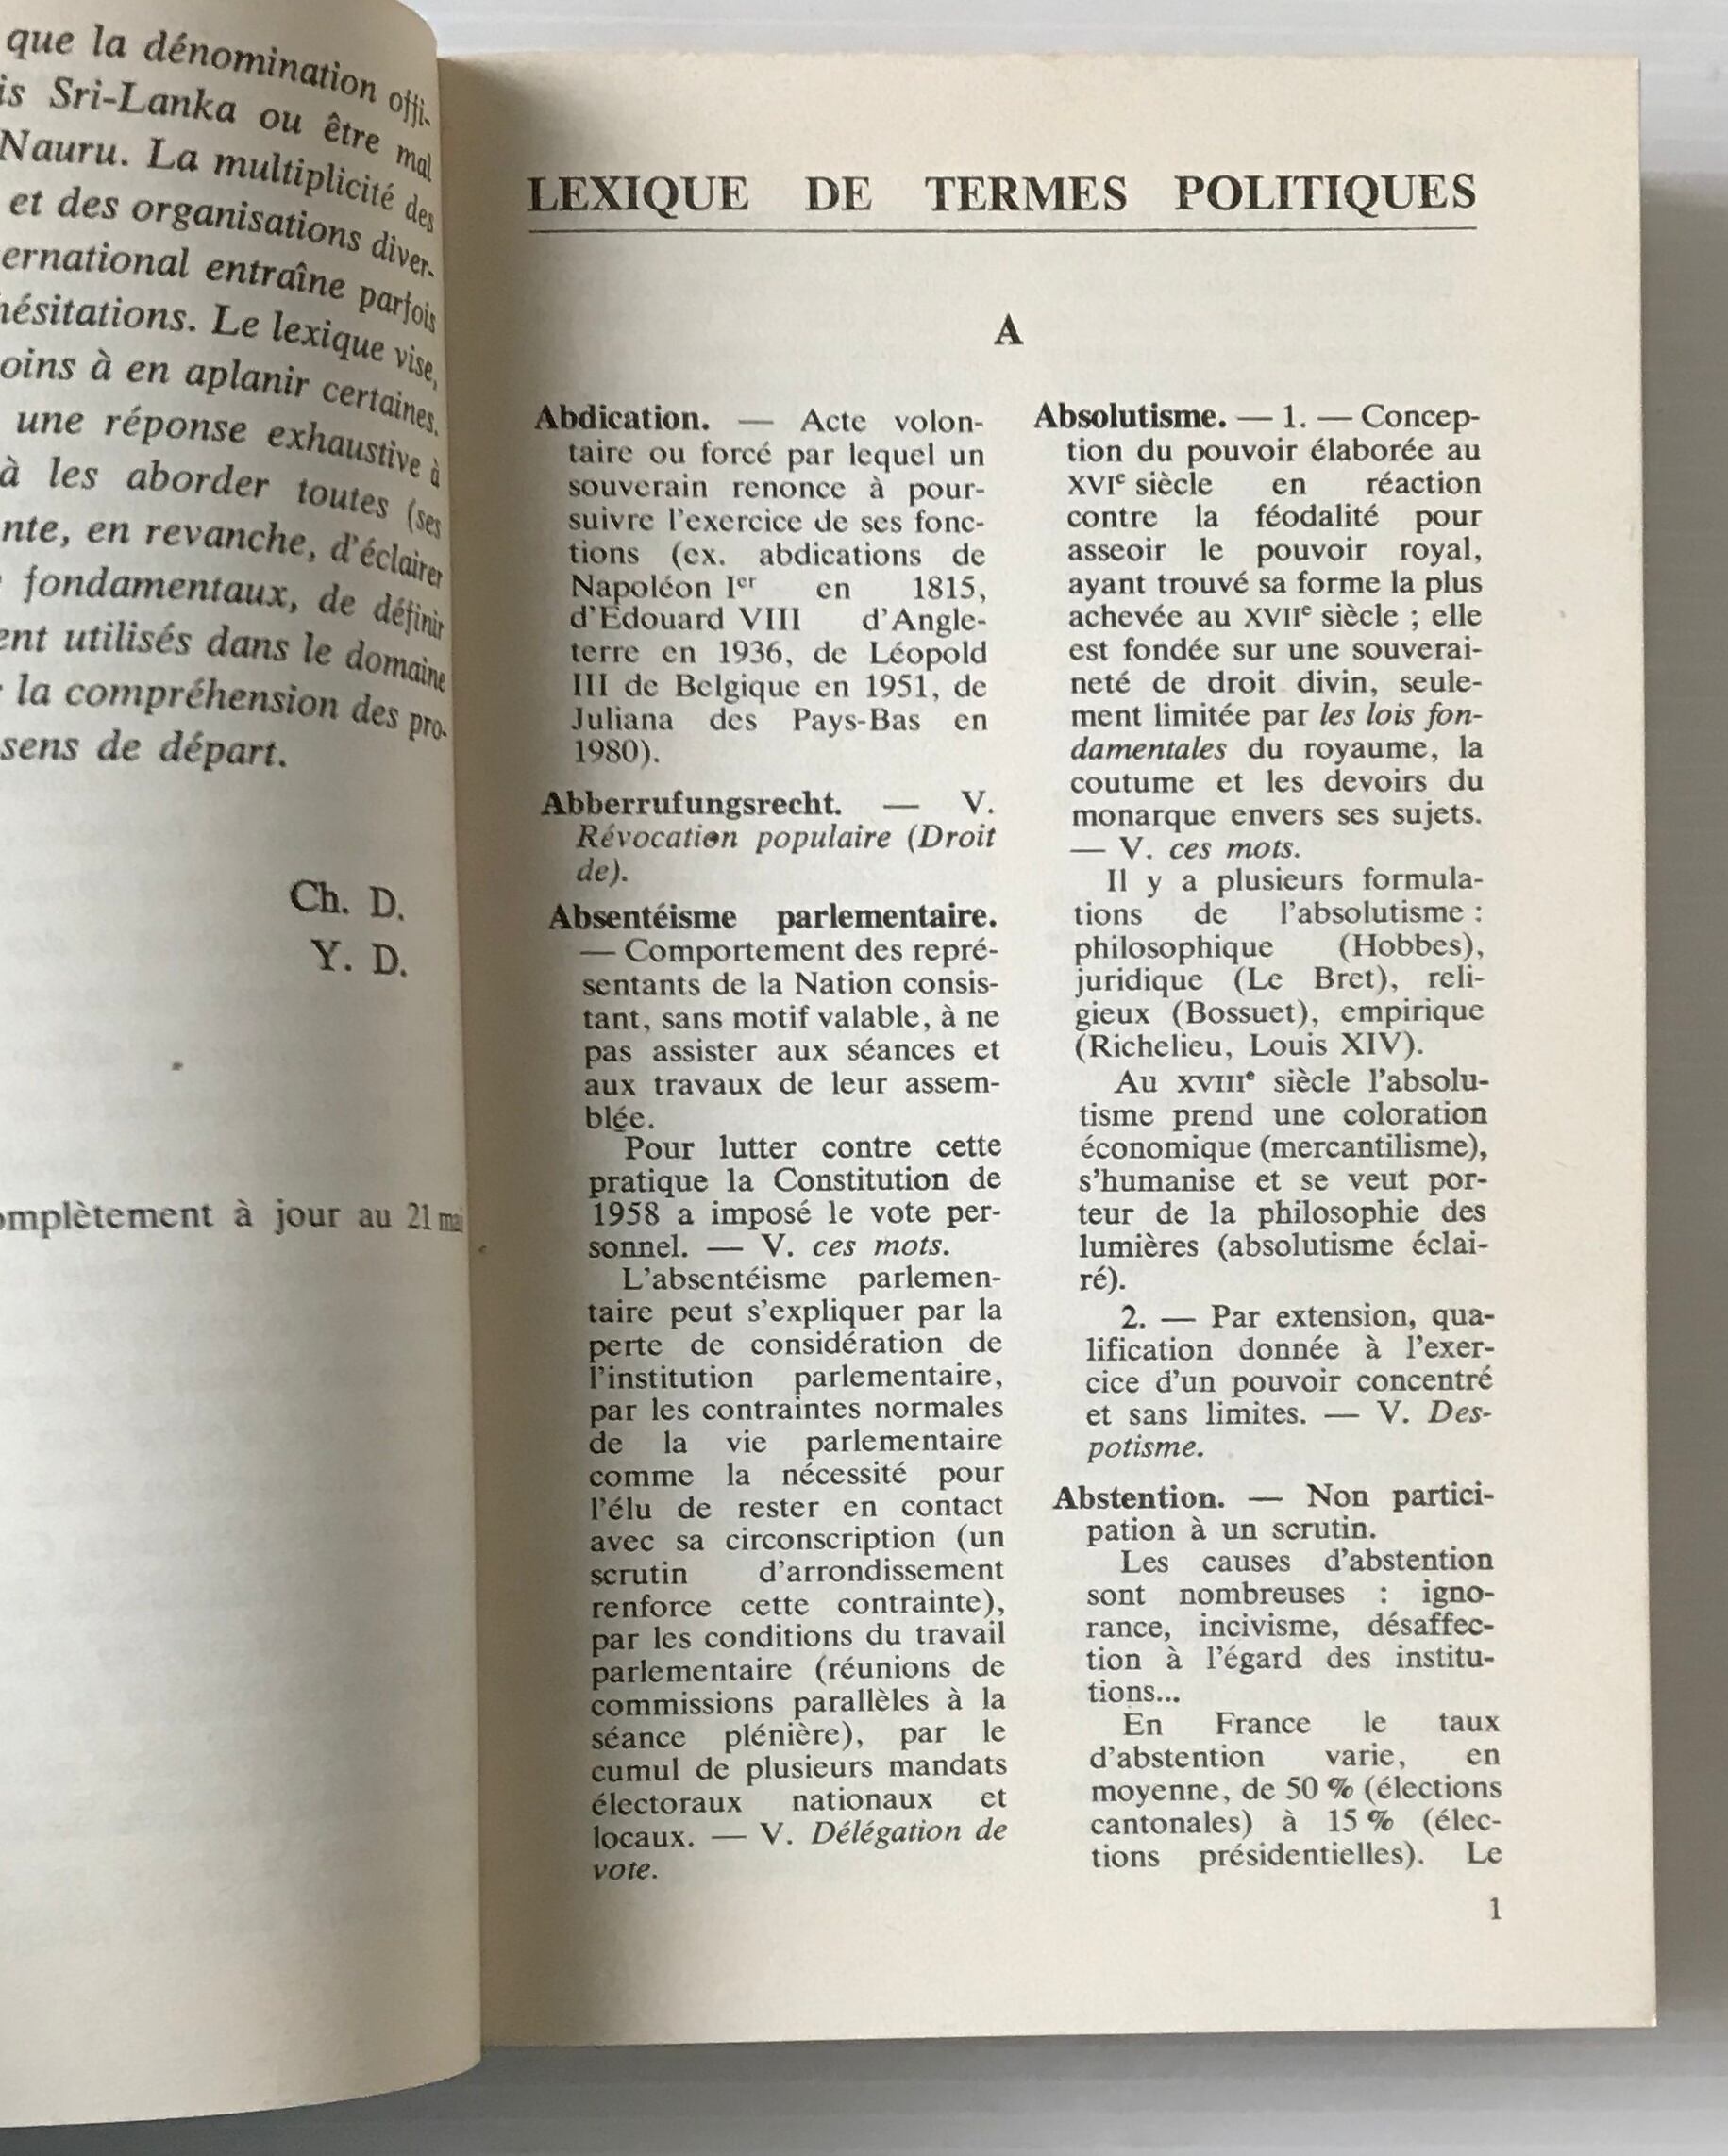 que la dénomination offi-
is Sri-Lanka ou être mal
Nauru. La multiplicité des
et des organisations diver-
ernational entraîne parfois
hésitations. Le lexique vise,
oins à en aplanir certaines.
une réponse exhaustive à
à les aborder toutes (ses
nte, en revanche, d'éclairer
fondamentaux, de définir
ent utilisés dans le domaine
la compréhension des pro-
sens de départ.
Ch. D.
Y. D.
omplètement à jour au 21 mai
LEXIQUE DE TERMES POLITIQUES
A
Abdication. — Acte volon-
taire ou forcé par lequel un
souverain renonce à pour-
suivre l'exercice de ses fonc-
tions (ex. abdications de
Napoléon Ier en 1815,
d'Edouard VIII d'Angle-
terre en 1936, de Léopold
III de Belgique en 1951, de
Juliana des Pays-Bas en
1980).
Abberrufungsrecht. — V.
Révocation populaire (Droit
de).
Absentéisme parlementaire.
— Comportement des repré-
sentants de la Nation consis-
tant, sans motif valable, à ne
pas assister aux séances et
aux travaux de leur assem-
blée.
Pour lutter contre cette
pratique la Constitution de
1958 a imposé le vote per-
sonnel. — V. ces mots.
L'absentéisme parlemen-
taire peut s'expliquer par la
perte de considération de
l'institution parlementaire,
par les contraintes normales
de la vie parlementaire
comme la nécessité pour
l'élu de rester en contact
avec sa circonscription (un
scrutin d'arrondissement
renforce cette contrainte),
par les conditions du travail
parlementaire (réunions de
commissions parallèles à la
séance plénière), par le
cumul de plusieurs mandats
électoraux nationaux et
locaux. — V. Délégation de
vote.
Absolutisme. — 1. — Concep-
tion du pouvoir élaborée au
XVIe siècle en réaction
contre la féodalité pour
asseoir le pouvoir royal,
ayant trouvé sa forme la plus
achevée au XVIIe siècle ; elle
est fondée sur une souverai-
neté de droit divin, seule-
ment limitée par les lois fon-
damentales du royaume, la
coutume et les devoirs du
monarque envers ses sujets.
— V. ces mots.
Il y a plusieurs formula-
tions de l'absolutisme :
philosophique (Hobbes),
juridique (Le Bret), reli-
gieux (Bossuet), empirique
(Richelieu, Louis XIV).
Au XVIIIe siècle l'absolu-
tisme prend une coloration
économique (mercantilisme),
s'humanise et se veut por-
teur de la philosophie des
lumières (absolutisme éclai-
ré).
2. — Par extension, qua-
lification donnée à l'exer-
cice d'un pouvoir concentré
et sans limites. — V. Des-
potisme.
Abstention. — Non partici-
pation à un scrutin.
Les causes d'abstention
sont nombreuses : igno-
rance, incivisme, désaffec-
tion à l'égard des institu-
tions...
En France le taux
d'abstention varie, en
moyenne, de 50 % (élections
cantonales) à 15 % (élec-
tions présidentielles). Le
1